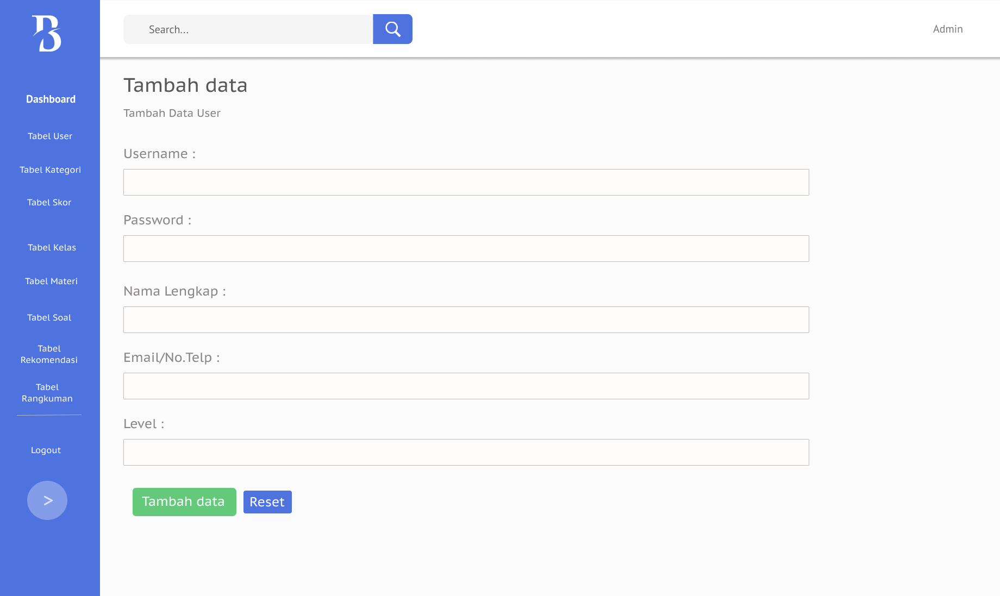 B
Dashboard
Tabel User
Tabel Kategori
Tabel Skor
Tabel Kelas
Tabel Materi
Tabel Soal
Tabel
Rekomendasi
Tabel
Rangkuman
Logout
>
Search...
Admin
Tambah data
Tambah Data User
Username :
Password :
Nama Lengkap :
Email/No.Telp :
Level :
Tambah data
Reset